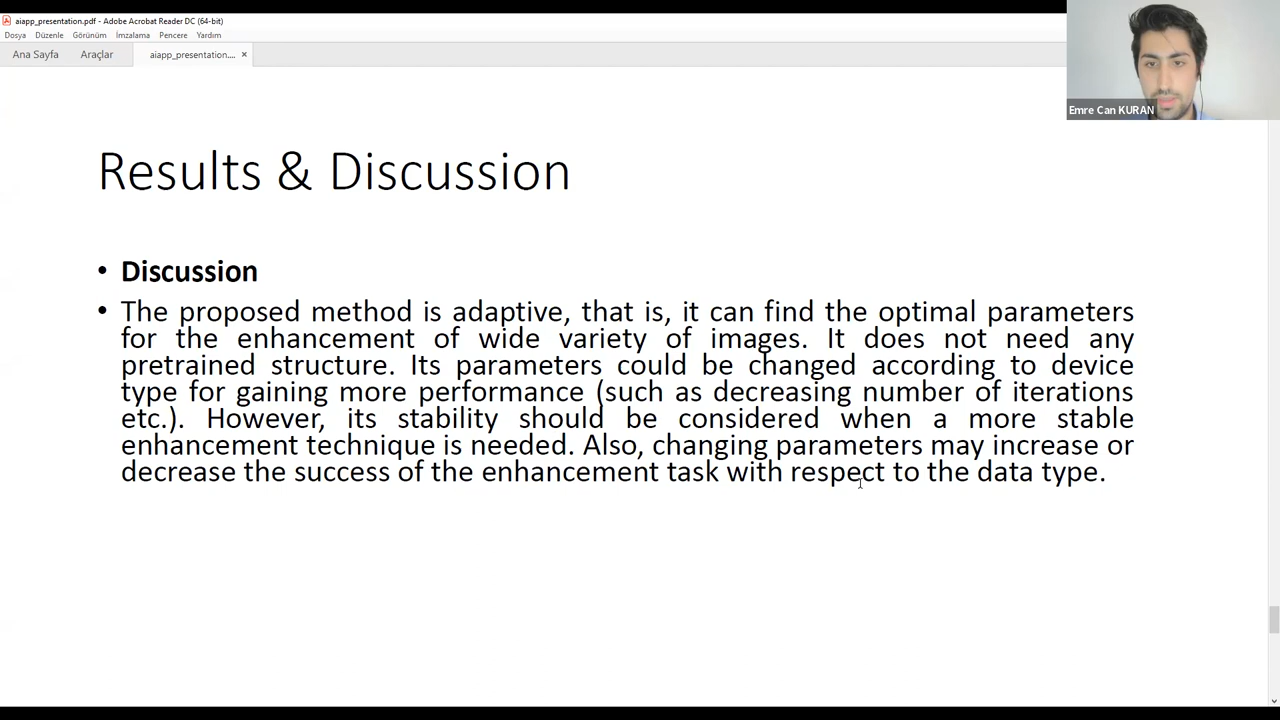 aiapp_presentation.pdf - Adobe Acrobat Reader DC (64-bit)
Dosya Düzenle Görünüm İmzalama Pencere Yardım
Ana Sayfa Araçlar aiapp_presentation.... ×
Emre Can KURAN
Results & Discussion
• Discussion
• The proposed method is adaptive, that is, it can find the optimal parameters
for the enhancement of wide variety of images. It does not need any
pretrained structure. Its parameters could be changed according to device
type for gaining more performance (such as decreasing number of iterations
etc.). However, its stability should be considered when a more stable
enhancement technique is needed. Also, changing parameters may increase or
decrease the success of the enhancement task with respect to the data type.